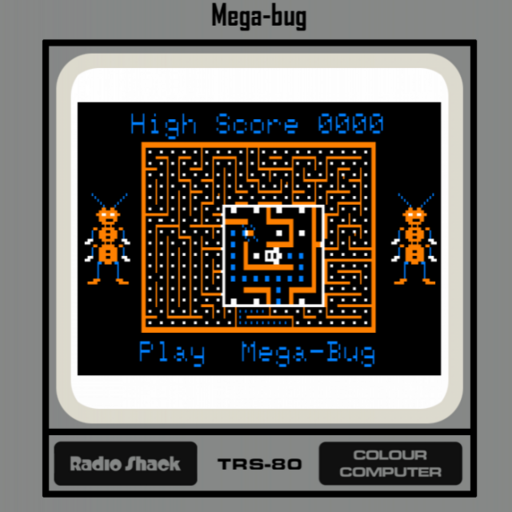 Mega-bug
High Score 0000
Play Mega-Bug
Radio Shack TRS-80 COLOUR
COMPUTER